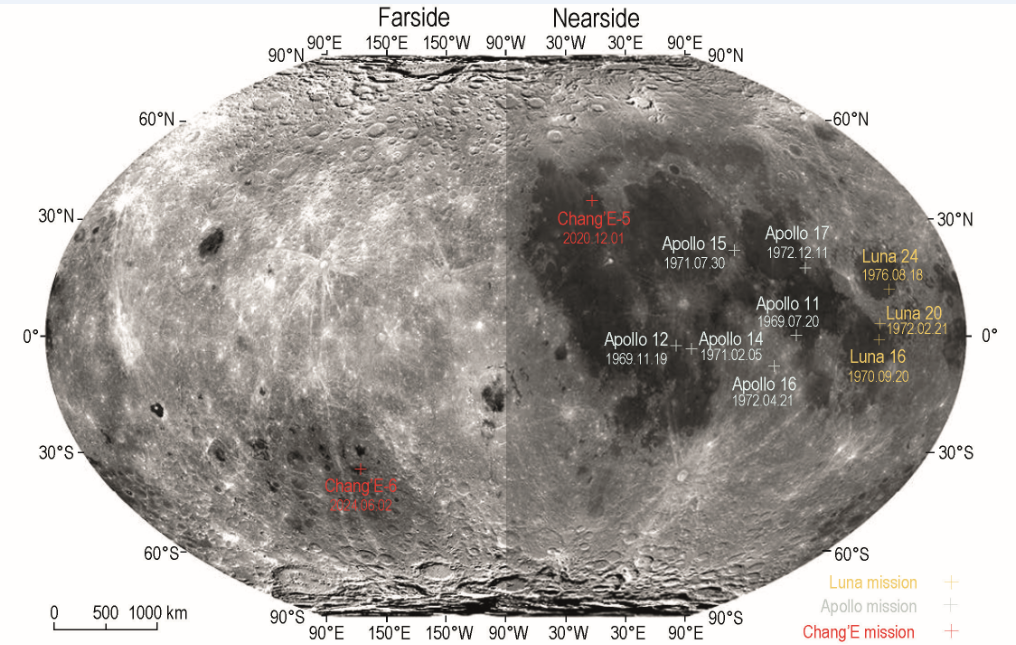 Farside Nearside
90°E 150°E 150°W 90°W 30°W 30°E 90°E
90°N 90°N
60°N 60°N
30°N 30°N
Chang'E-5
2020.12.01
Apollo 15
1971.07.30
Apollo 17
1972.12.11
Luna 24
1976.08.18
Apollo 11
1969.07.20
Luna 20
1972.02.21
0° 0°
Apollo 12
1969.11.19
Apollo 14
1971.02.05
Luna 16
1970.09.20
Apollo 16
1972.04.21
30°S 30°S
Chang'E-6
2024.06.02
60°S 60°S
Luna mission
Apollo mission
Chang'E mission
0 500 1000 km
90°S 90°S
90°E 150°E 150°W 90°W 30°W 30°E 90°E